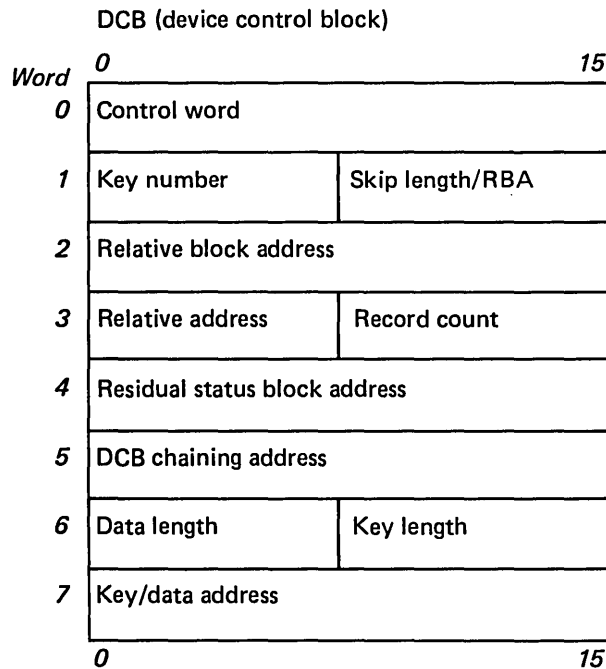 DCB (device control block)
0 15
Word
0 Control word
1 Key number Skip length/RBA
2 Relative block address
3 Relative address Record count
4 Residual status block address
5 DCB chaining address
6 Data length Key length
7 Key/data address
0 15